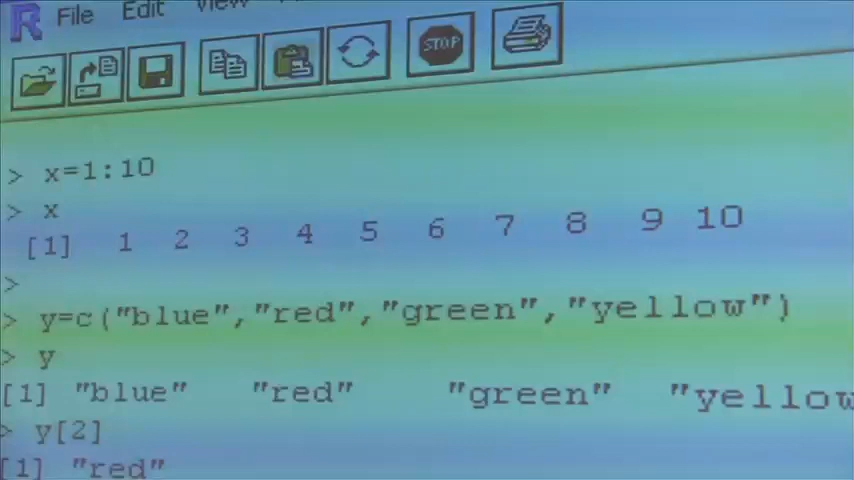 R File Edit View
STOP
> x=1:10
> x
[1] 1 2 3 4 5 6 7 8 9 10
>
> y=c("blue","red","green","yellow")
> y
[1] "blue" "red" "green" "yellow
> y[2]
[1] "red"